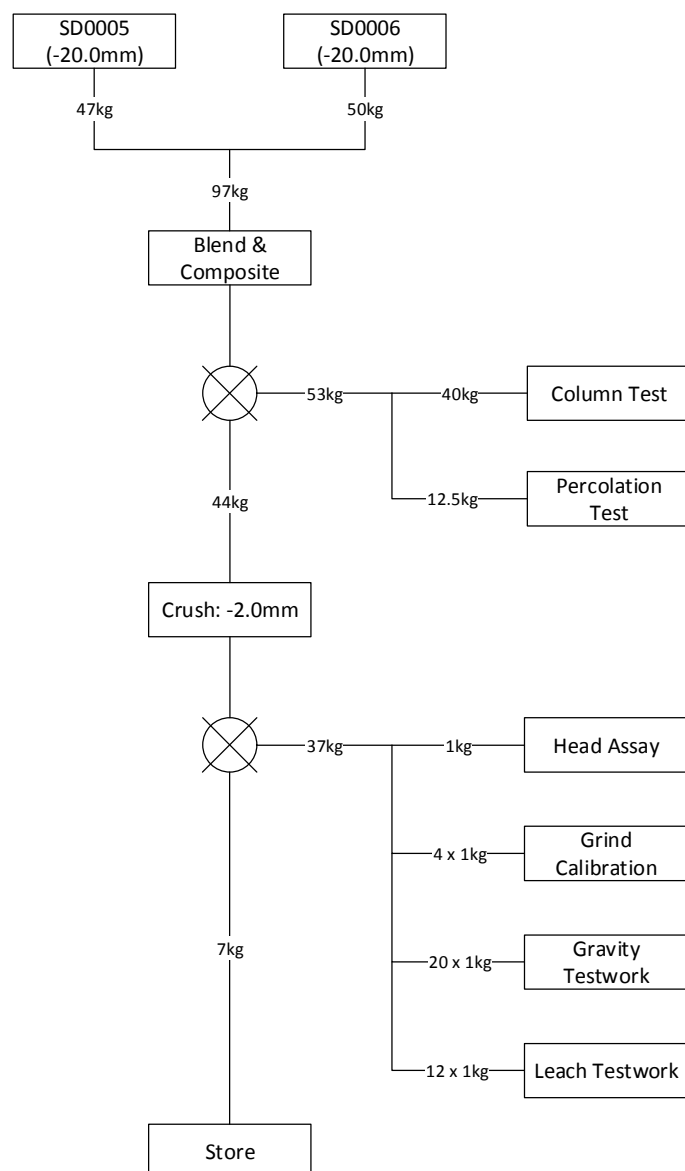 SD0005
(-20.0mm)
SD0006
(-20.0mm)
47kg
50kg
97kg
Blend &
Composite
53kg
40kg
Column Test
12.5kg
Percolation
Test
44kg
Crush: -2.0mm
37kg
1kg
Head Assay
4 x 1kg
Grind
Calibration
7kg
20 x 1kg
Gravity
Testwork
12 x 1kg
Leach Testwork
Store